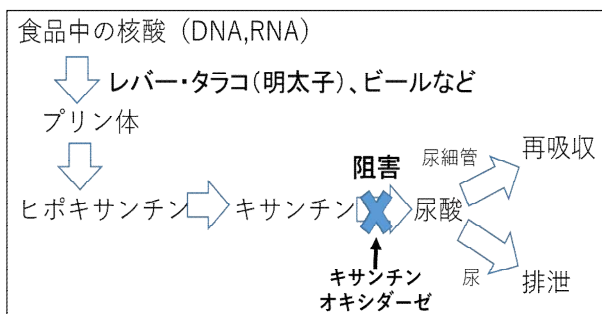 食品中の核酸（DNA,RNA）
レバー・タラコ（明太子）、ビールなど
プリン体
阻害
尿細管
再吸収
ヒポキサンチン
キサンチン
尿酸
キサンチン
オキシダーゼ
尿
排泄